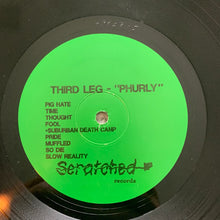 THIRD LEG - "PHURLY"
PIG HATE
TIME
THOUGHT
FOOL
*SUBURBAN DEATH CAMP
PRIDE
MUFFLED
SO DIE
SLOW REALITY
Scratched
records